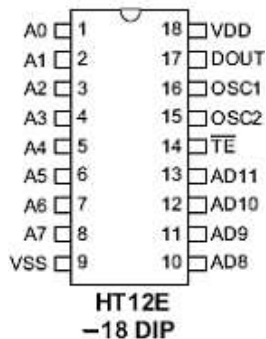 A0 1 18 VDD
A1 2 17 DOUT
A2 3 16 OSC1
A3 4 15 OSC2
A4 5 14 T̅E̅
A5 6 13 AD11
A6 7 12 AD10
A7 8 11 AD9
VSS 9 10 AD8
HT12E
–18 DIP